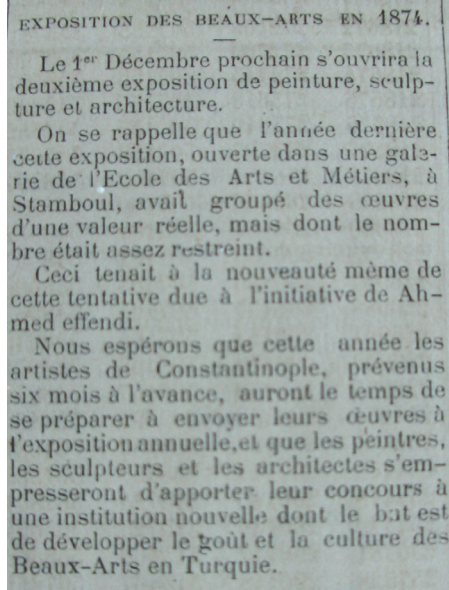 EXPOSITION DES BEAUX-ARTS EN 1874.
Le 1er Décembre prochain s'ouvrira la
deuxième exposition de peinture, sculp-
ture et architecture.
On se rappelle que l'année dernière
cette exposition, ouverte dans une gale-
rie de l'Ecole des Arts et Métiers, à
Stamboul, avait groupé des œuvres
d'une valeur réelle, mais dont le nom-
bre était assez restreint.
Ceci tenait à la nouveauté même de
cette tentative due à l'initiative de Ah-
med effendi.
Nous espérons que cette année les
artistes de Constantinople, prévenus
six mois à l'avance, auront le temps de
se préparer à envoyer leurs œuvres à
l'exposition annuelle, et que les peintres,
les sculpteurs et les architectes s'em-
presseront d'apporter leur concours à
une institution nouvelle dont le but est
de développer le goût et la culture des
Beaux-Arts en Turquie.